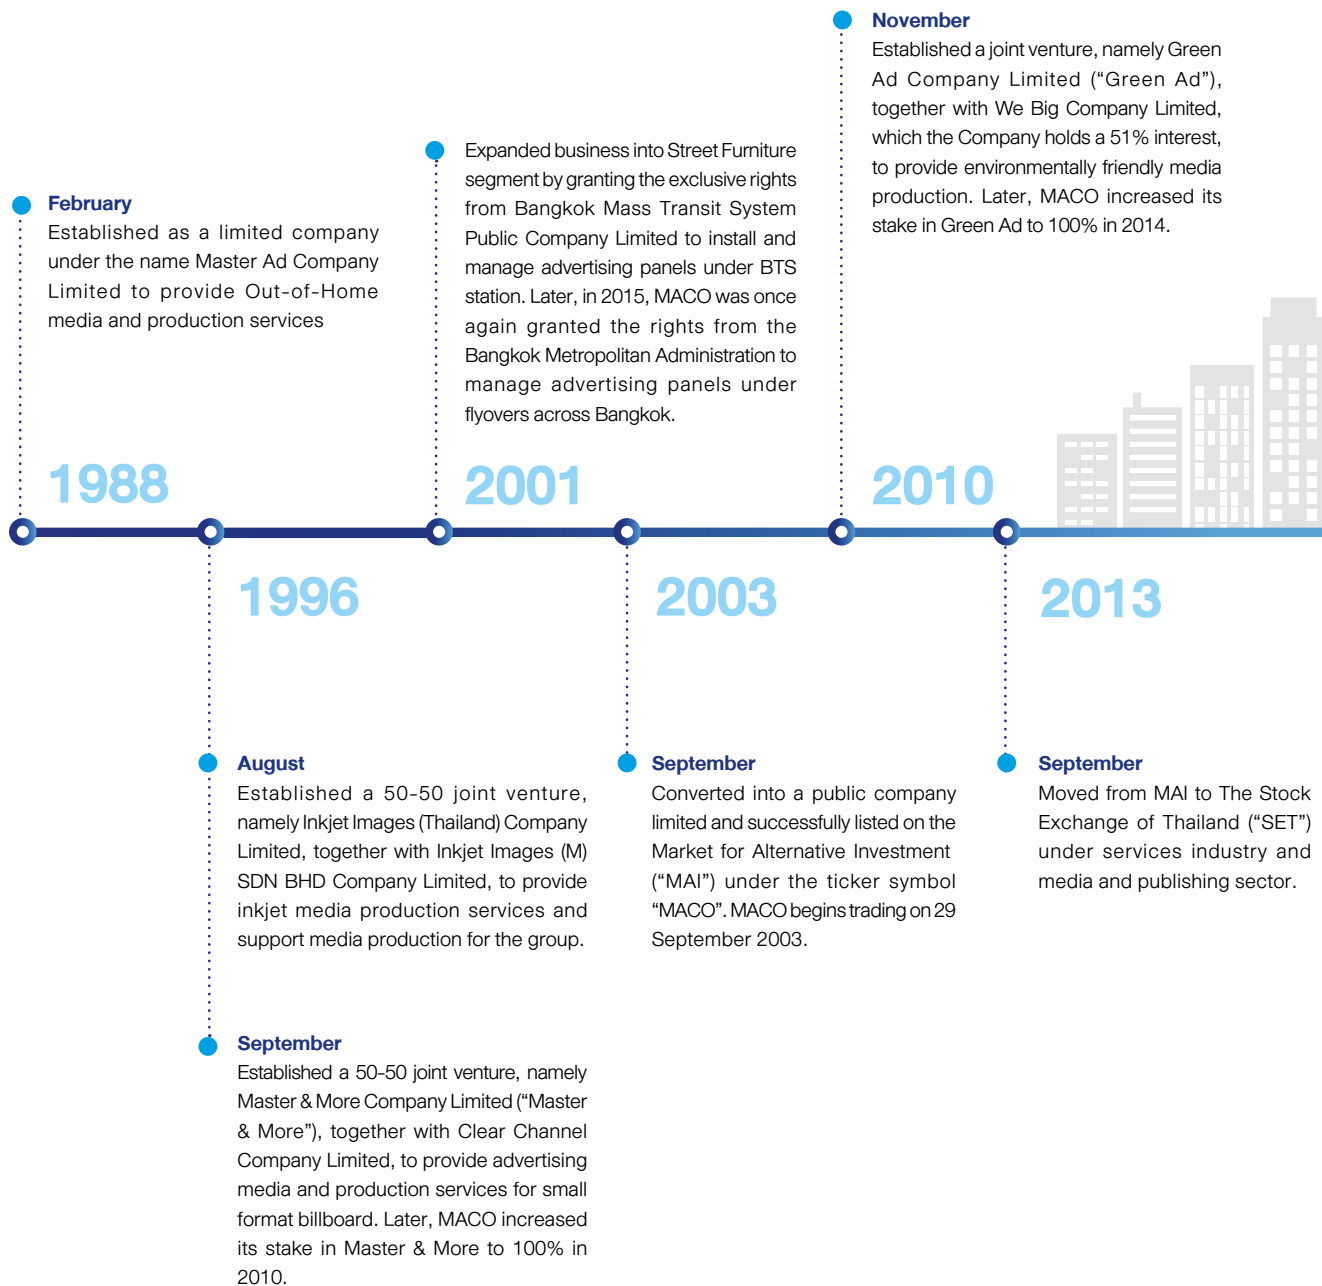 February
Established as a limited company
under the name Master Ad Company
Limited to provide Out-of-Home
media and production services
1988
August
Established a 50-50 joint venture,
namely Inkjet Images (Thailand) Company
Limited, together with Inkjet Images (M)
SDN BHD Company Limited, to provide
inkjet media production services and
support media production for the group.
September
Established a 50-50 joint venture, namely
Master & More Company Limited (“Master
& More”), together with Clear Channel
Company Limited, to provide advertising
media and production services for small
format billboard. Later, MACO increased
its stake in Master & More to 100% in
2010.
1996
Expanded business into Street Furniture
segment by granting the exclusive rights
from Bangkok Mass Transit System
Public Company Limited to install and
manage advertising panels under BTS
station. Later, in 2015, MACO was once
again granted the rights from the
Bangkok Metropolitan Administration to
manage advertising panels under
flyovers across Bangkok.
2001
2003
September
Converted into a public company
limited and successfully listed on the
Market for Alternative Investment
(“MAI”) under the ticker symbol
“MACO”. MACO begins trading on 29
September 2003.
November
Established a joint venture, namely Green
Ad Company Limited (“Green Ad”),
together with We Big Company Limited,
which the Company holds a 51% interest,
to provide environmentally friendly media
production. Later, MACO increased its
stake in Green Ad to 100% in 2014.
2010
2013
September
Moved from MAI to The Stock
Exchange of Thailand (“SET”)
under services industry and
media and publishing sector.